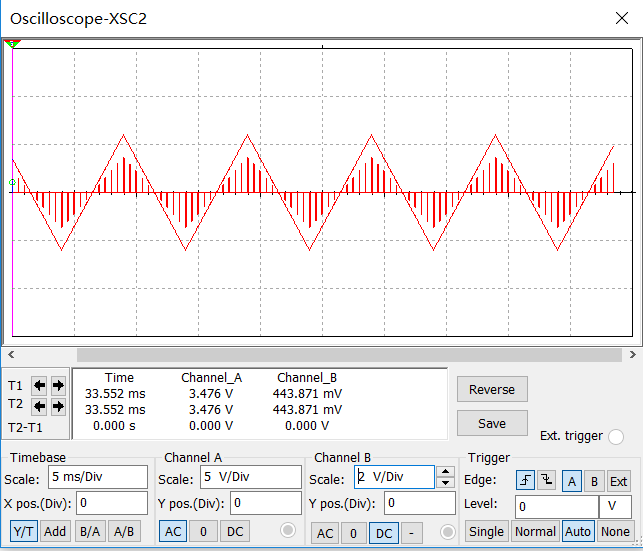 Oscilloscope-XSC2
T1
T2
T2-T1
Time Channel_A Channel_B
33.552 ms 3.476 V 443.871 mV
33.552 ms 3.476 V 443.871 mV
0.000 s 0.000 V 0.000 V
Reverse
Save
Ext. trigger
Timebase
Scale: 5 ms/Div
X pos.(Div): 0
Y/T Add B/A A/B
Channel A
Scale: 5 V/Div
Y pos.(Div): 0
AC 0 DC
Channel B
Scale: 2 V/Div
Y pos.(Div): 0
AC 0 DC -
Trigger
Edge: A B Ext
Level: 0 V
Single Normal Auto None